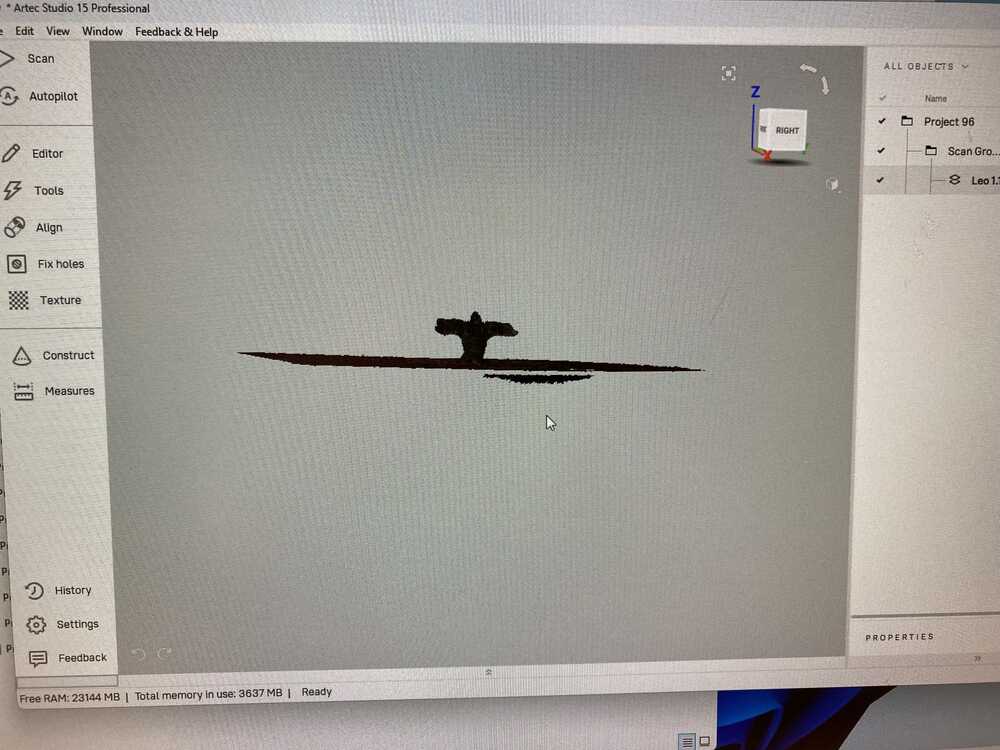 * Artec Studio 15 Professional
Edit View Window Feedback & Help
Scan
Autopilot
Editor
Tools
Align
Fix holes
Texture
Construct
Measures
History
Settings
Feedback
Free RAM: 23144 MB | Total memory in use: 3637 MB | Ready
Z
RIGHT
X
ALL OBJECTS
Name
Project 96
Scan Gro...
Leo 1.1
PROPERTIES